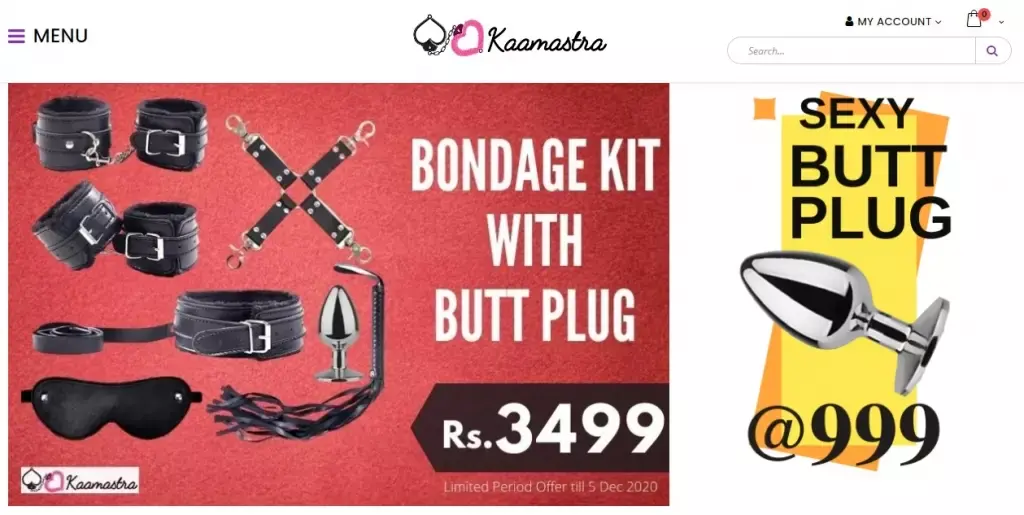 MENU
Kaamastra
MY ACCOUNT
0
Search...
BONDAGE KIT
WITH
BUTT PLUG
Rs.3499
Limited Period Offer till 5 Dec 2020
Kaamastra
SEXY
BUTT
PLUG
@999